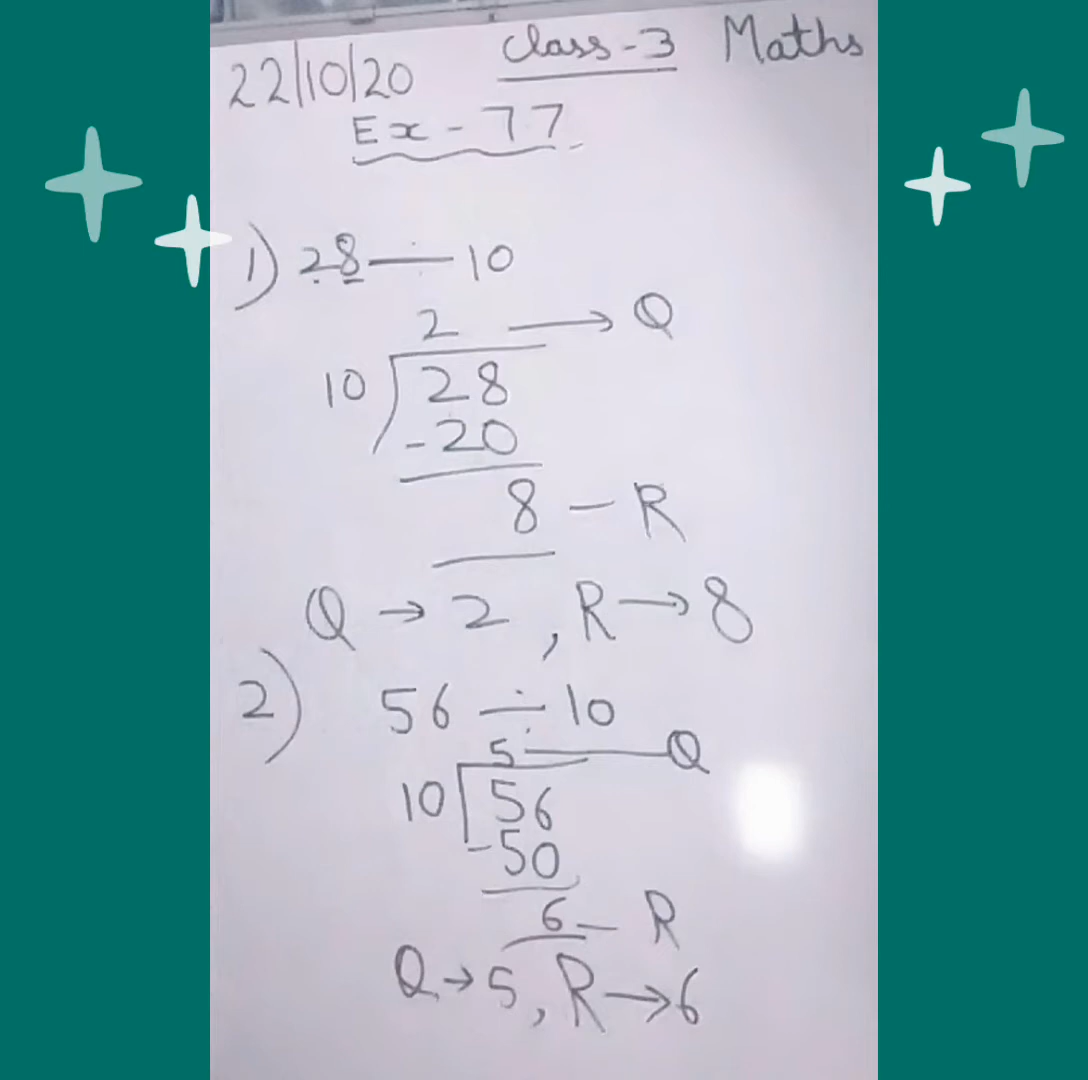 Class-3 Maths
22/10/20
Ex - 77
1) 28 ÷ 10
2 → Q
10 28
-20
8 - R
Q → 2, R → 8
2) 56 ÷ 10
5 — Q
10 56
-50
6 - R
Q → 5, R → 6